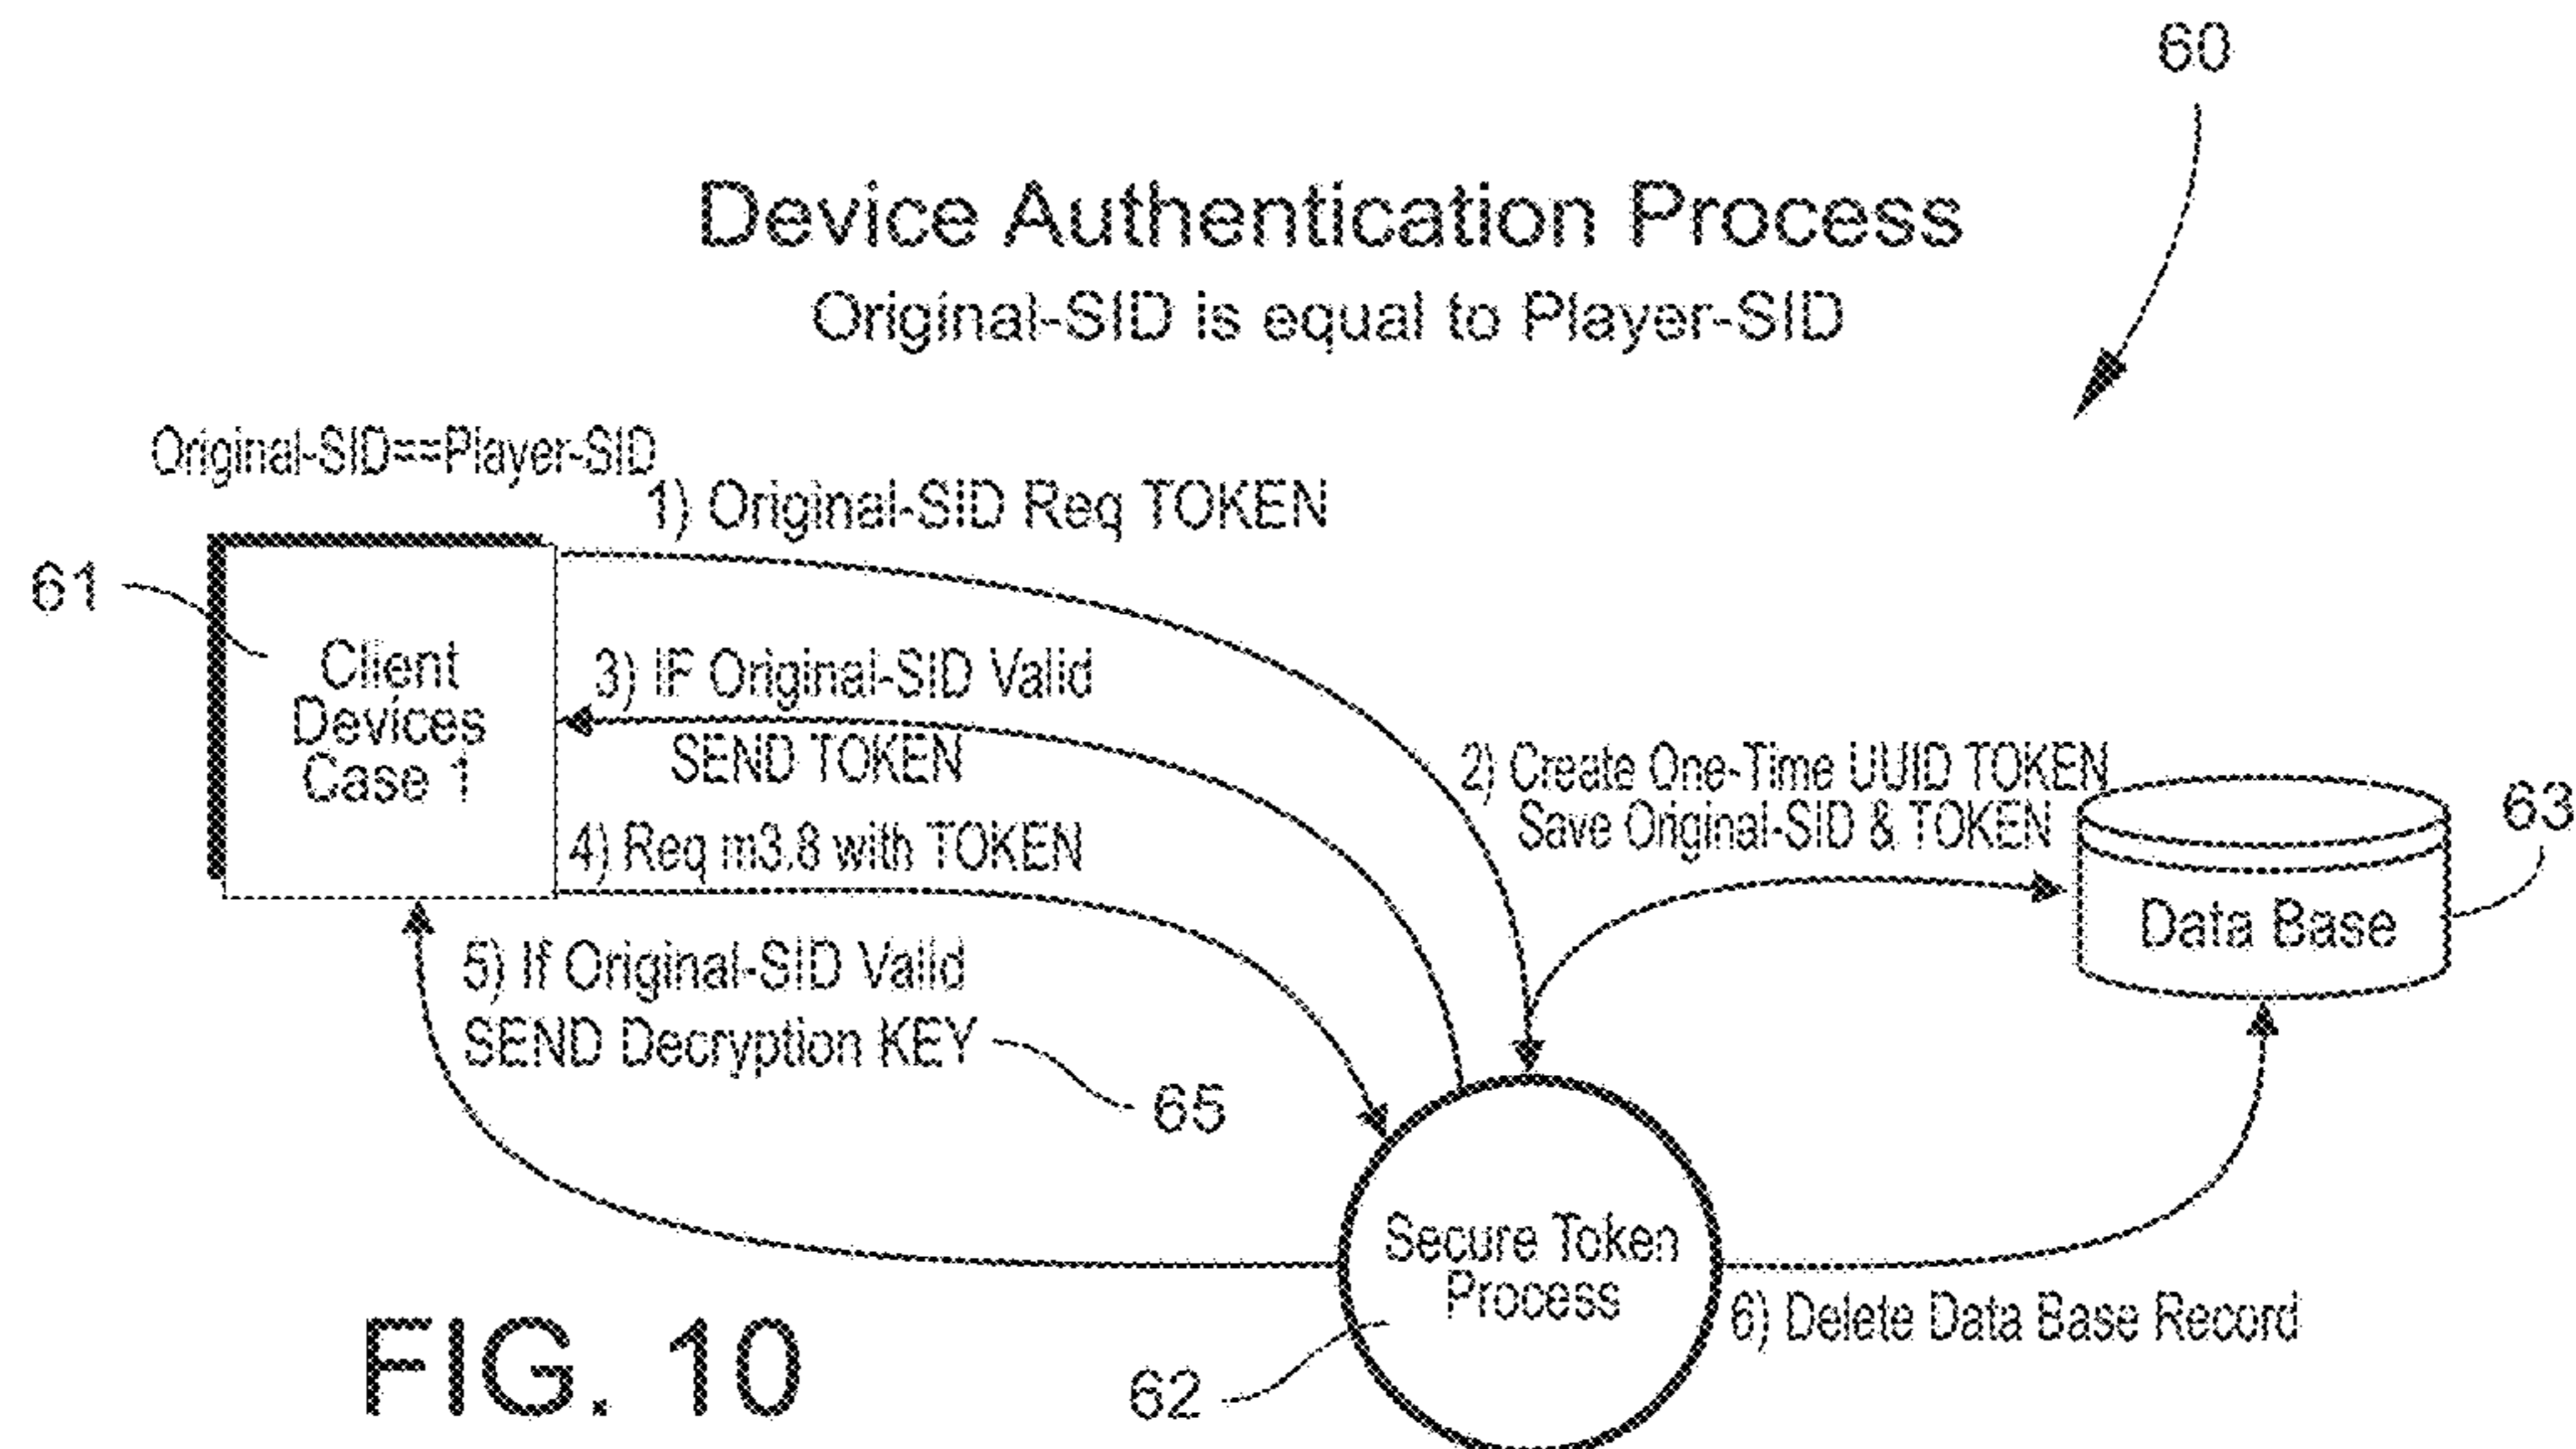 60
Device Authentication Process
Original-SID is equal to Player-SID
Original-SID==Player-SID
1) Original-SID Req TOKEN
61
Client
Devices
Case 1
3) IF Original-SID Valid
SEND TOKEN
2) Create One-Time UUID TOKEN
Save Original-SID & TOKEN
63
Data Base
4) Req m3.8 with TOKEN
5) If Original-SID Valid
SEND Decryption KEY
65
Secure Token
Process
6) Delete Data Base Record
62
FIG. 10